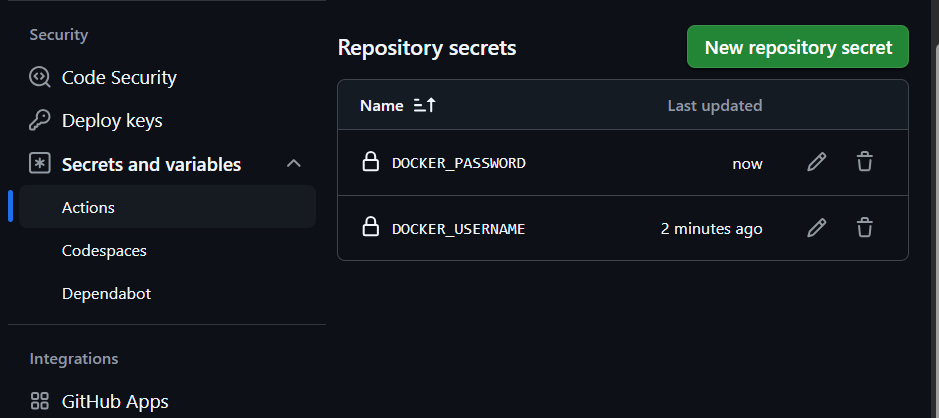 Security
Code Security
Deploy keys
Secrets and variables
Actions
Codespaces
Dependabot
Integrations
GitHub Apps
Repository secrets
New repository secret
Name Last updated
DOCKER_PASSWORD now
DOCKER_USERNAME 2 minutes ago